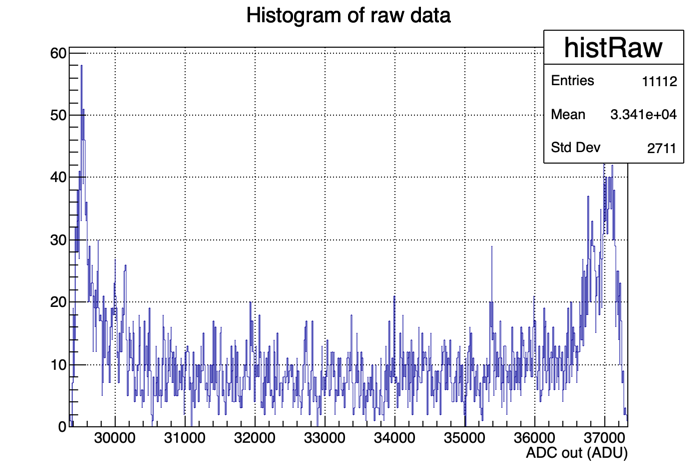 Histogram of raw data
histRaw
Entries 11112
Mean 3.341e+04
Std Dev 2711
60
50
40
30
20
10
0
30000 31000 32000 33000 34000 35000 36000 37000
ADC out (ADU)